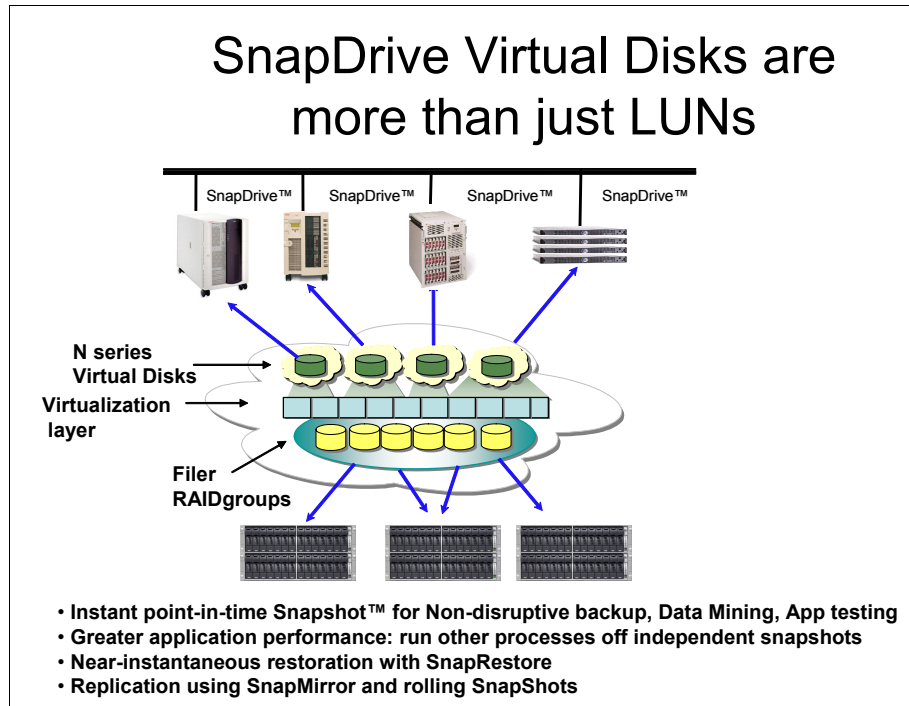 SnapDrive Virtual Disks are
more than just LUNs
SnapDrive™ SnapDrive™ SnapDrive™ SnapDrive™
N series
Virtual Disks
Virtualization
layer
Filer
RAIDgroups
• Instant point-in-time Snapshot™ for Non-disruptive backup, Data Mining, App testing
• Greater application performance: run other processes off independent snapshots
• Near-instantaneous restoration with SnapRestore
• Replication using SnapMirror and rolling SnapShots